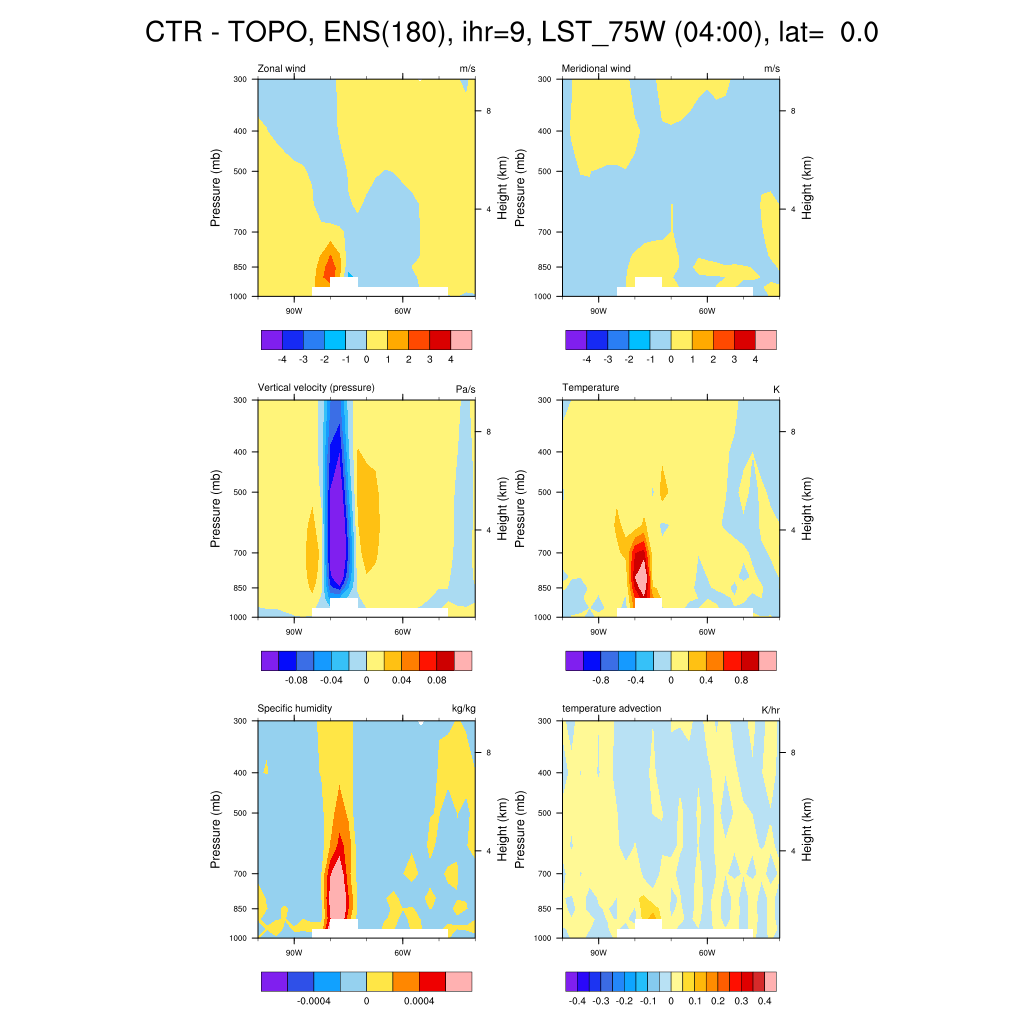 CTR - TOPO, ENS(180), ihr=9, LST_75W (04:00), lat=  0.0
Zonal wind m/s
Pressure (mb)
300
400
500
700
850
1000
8
4
Height (km)
90W 60W
-4 -3 -2 -1 0 1 2 3 4
Meridional wind m/s
Pressure (mb)
300
400
500
700
850
1000
8
4
Height (km)
90W 60W
-4 -3 -2 -1 0 1 2 3 4
Vertical velocity (pressure) Pa/s
Pressure (mb)
300
400
500
700
850
1000
8
4
Height (km)
90W 60W
-0.08 -0.04 0 0.04 0.08
Temperature K
Pressure (mb)
300
400
500
700
850
1000
8
4
Height (km)
90W 60W
-0.8 -0.4 0 0.4 0.8
Specific humidity kg/kg
Pressure (mb)
300
400
500
700
850
1000
8
4
Height (km)
90W 60W
-0.0004 0 0.0004
temperature advection K/hr
Pressure (mb)
300
400
500
700
850
1000
8
4
Height (km)
90W 60W
-0.4 -0.3 -0.2 -0.1 0 0.1 0.2 0.3 0.4